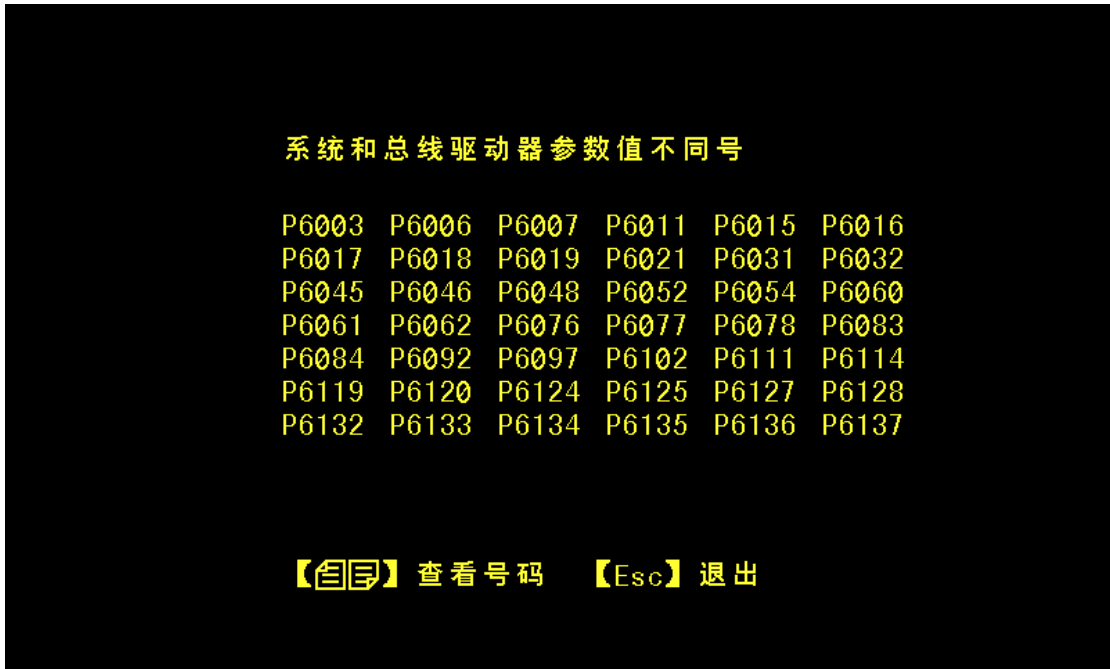 系统和总线驱动器参数值不同号
P6003 P6006 P6007 P6011 P6015 P6016
P6017 P6018 P6019 P6021 P6031 P6032
P6045 P6046 P6048 P6052 P6054 P6060
P6061 P6062 P6076 P6077 P6078 P6083
P6084 P6092 P6097 P6102 P6111 P6114
P6119 P6120 P6124 P6125 P6127 P6128
P6132 P6133 P6134 P6135 P6136 P6137
【】查看号码 【Esc】退出